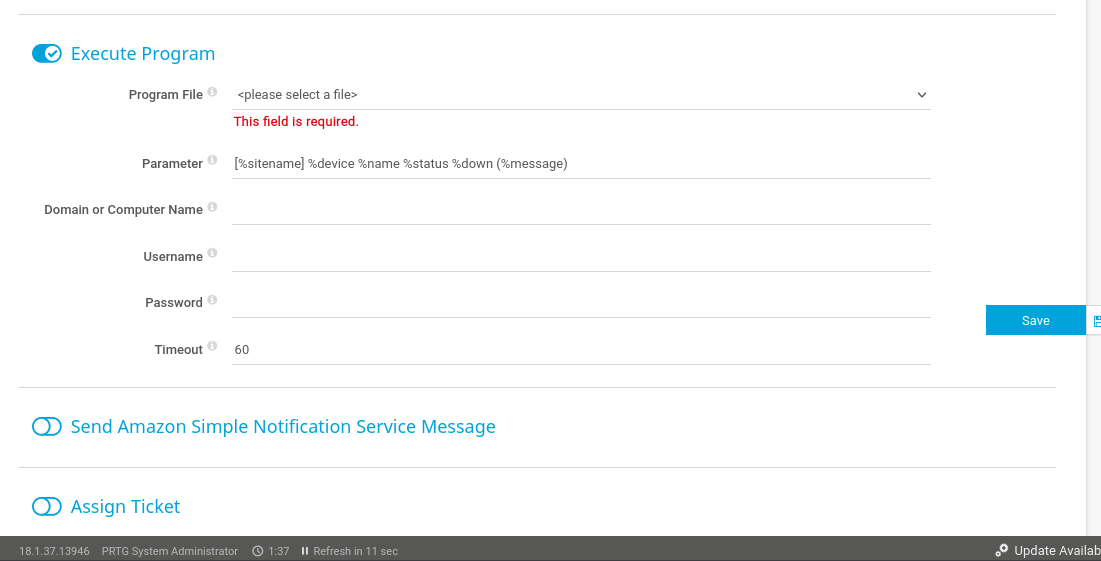 Execute Program
Program File
<please select a file>
This field is required.
Parameter
[%sitename] %device %name %status %down (%message)
Domain or Computer Name
Username
Password
Save
Timeout
60
Send Amazon Simple Notification Service Message
Assign Ticket
18.1.37.13946 PRTG System Administrator 1:37 Refresh in 11 sec Update Availab